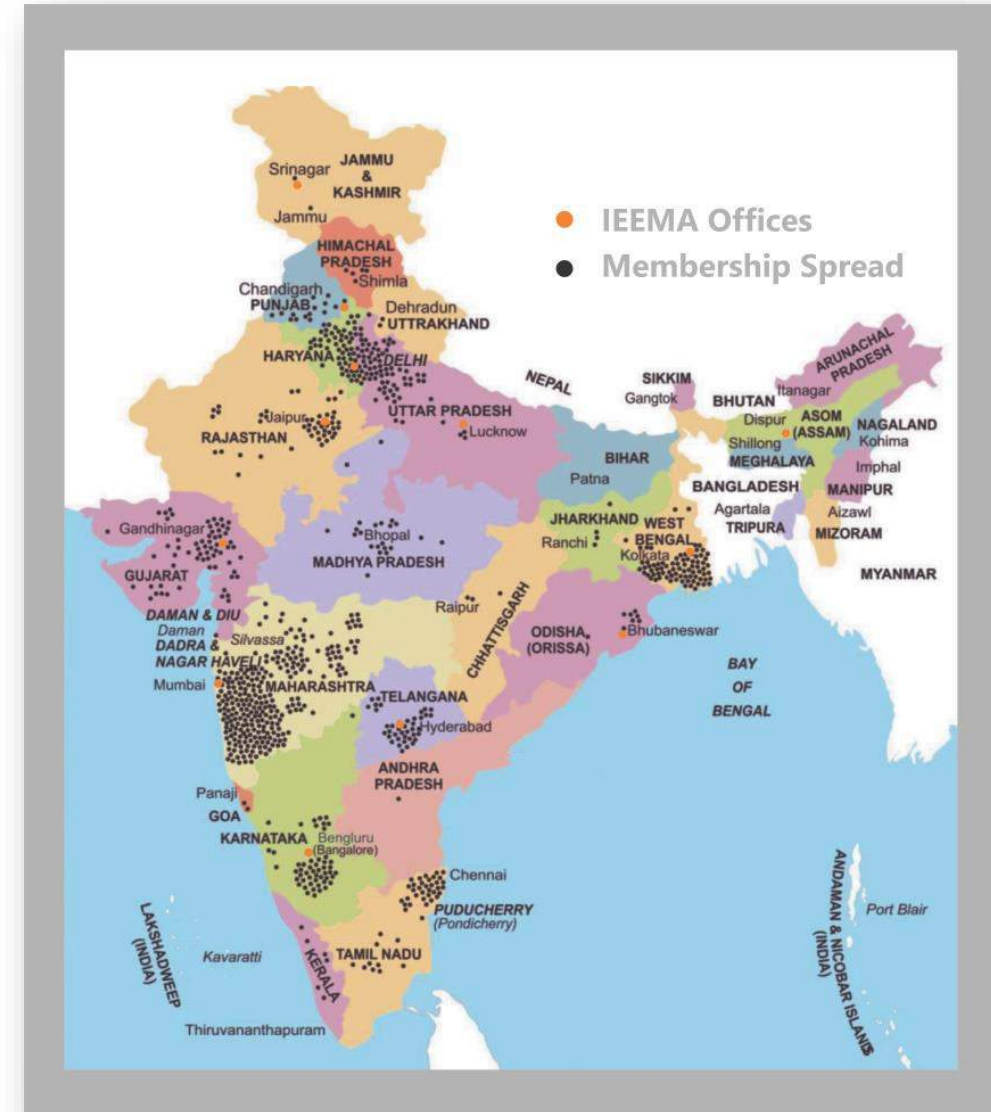 Srinagar
JAMMU
&
KASHMIR
Jammu
IEEMA Offices
Membership Spread
HIMACHAL
PRADESH
Shimla
Chandigarh
PUNJAB
Dehradun
UTTRAKHAND
HARYANA
DELHI
ARUNACHAL
PRADESH
NEPAL
SIKKIM
Gangtok
BHUTAN
Itanagar
Dispur
ASOM
(ASSAM)
NAGALAND
Kohima
Shillong
MEGHALAYA
Imphal
MANIPUR
Jaipur
RAJASTHAN
UTTAR PRADESH
Lucknow
BIHAR
Patna
BANGLADESH
Agartala
TRIPURA
Aizawl
MIZORAM
MYANMAR
Gandhinagar
GUJARAT
Bhopal
MADHYA PRADESH
JHARKHAND
Ranchi
WEST
BENGAL
Kolkata
DAMAN & DIU
Daman
DADRA &
NAGAR HAVELI
Silvassa
Raipur
CHHATTISGARH
ODISHA
(ORISSA)
Bhubaneswar
Mumbai
MAHARASHTRA
TELANGANA
Hyderabad
BAY
OF
BENGAL
ANDHRA
PRADESH
Panaji
GOA
KARNATAKA
Bengluru
(Bangalore)
Chennai
PUDUCHERRY
(Pondicherry)
LAKSHADWEEP
(INDIA)
Kavaratti
KERALA
TAMIL NADU
Thiruvananthapuram
ANDAMAN & NICOBAR ISLANDS
(INDIA)
Port Blair